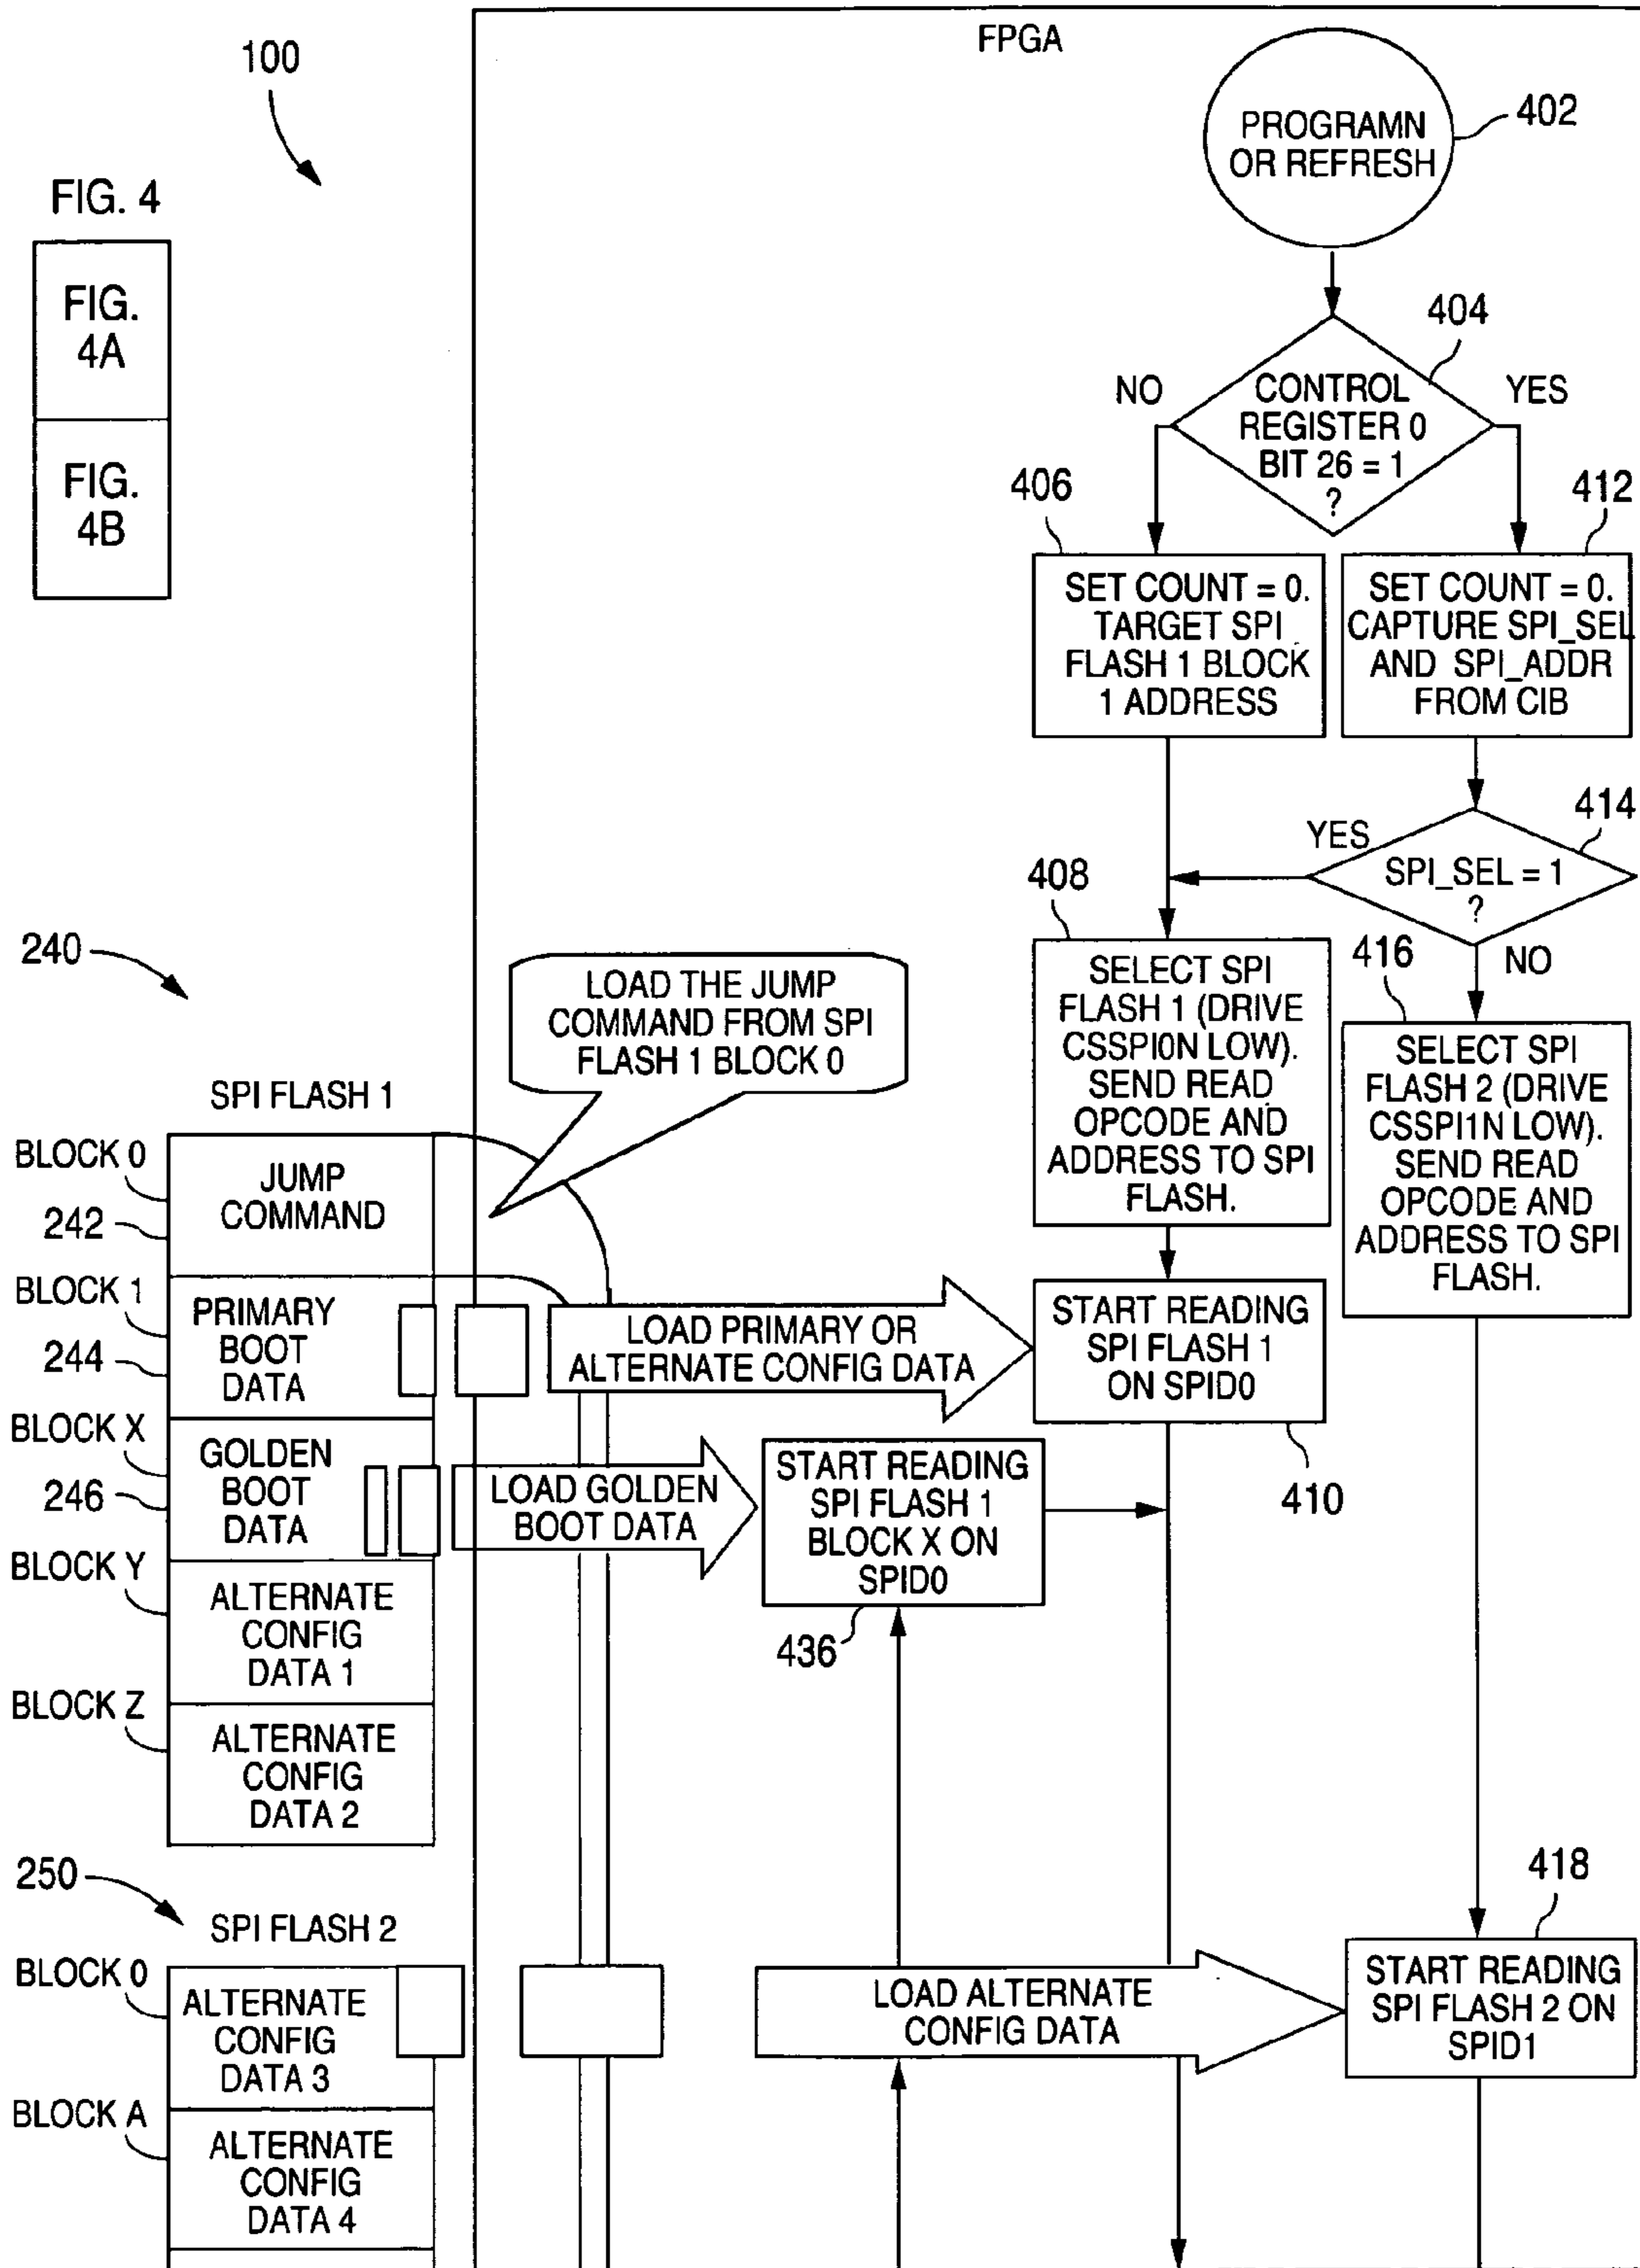 100
FIG. 4
FIG.
4A
FIG.
4B
FPGA
PROGRAMN
OR REFRESH
402
404
NO
CONTROL
REGISTER 0
BIT 26 = 1
?
YES
406
SET COUNT = 0.
TARGET SPI
FLASH 1 BLOCK
1 ADDRESS
412
SET COUNT = 0.
CAPTURE SPI_SEL
AND SPI_ADDR
FROM CIB
414
YES
SPI_SEL = 1
?
NO
408
SELECT SPI
FLASH 1 (DRIVE
CSSPI0N LOW).
SEND READ
OPCODE AND
ADDRESS TO SPI
FLASH.
416
SELECT SPI
FLASH 2 (DRIVE
CSSPI1N LOW).
SEND READ
OPCODE AND
ADDRESS TO SPI
FLASH.
240
LOAD THE JUMP
COMMAND FROM SPI
FLASH 1 BLOCK 0
SPI FLASH 1
BLOCK 0
242
JUMP
COMMAND
BLOCK 1
244
PRIMARY
BOOT
DATA
LOAD PRIMARY OR
ALTERNATE CONFIG DATA
START READING
SPI FLASH 1
ON SPID0
410
BLOCK X
246
GOLDEN
BOOT
DATA
LOAD GOLDEN
BOOT DATA
START READING
SPI FLASH 1
BLOCK X ON
SPID0
436
BLOCK Y
ALTERNATE
CONFIG
DATA 1
BLOCK Z
ALTERNATE
CONFIG
DATA 2
250
SPI FLASH 2
BLOCK 0
ALTERNATE
CONFIG
DATA 3
LOAD ALTERNATE
CONFIG DATA
418
START READING
SPI FLASH 2 ON
SPID1
BLOCK A
ALTERNATE
CONFIG
DATA 4